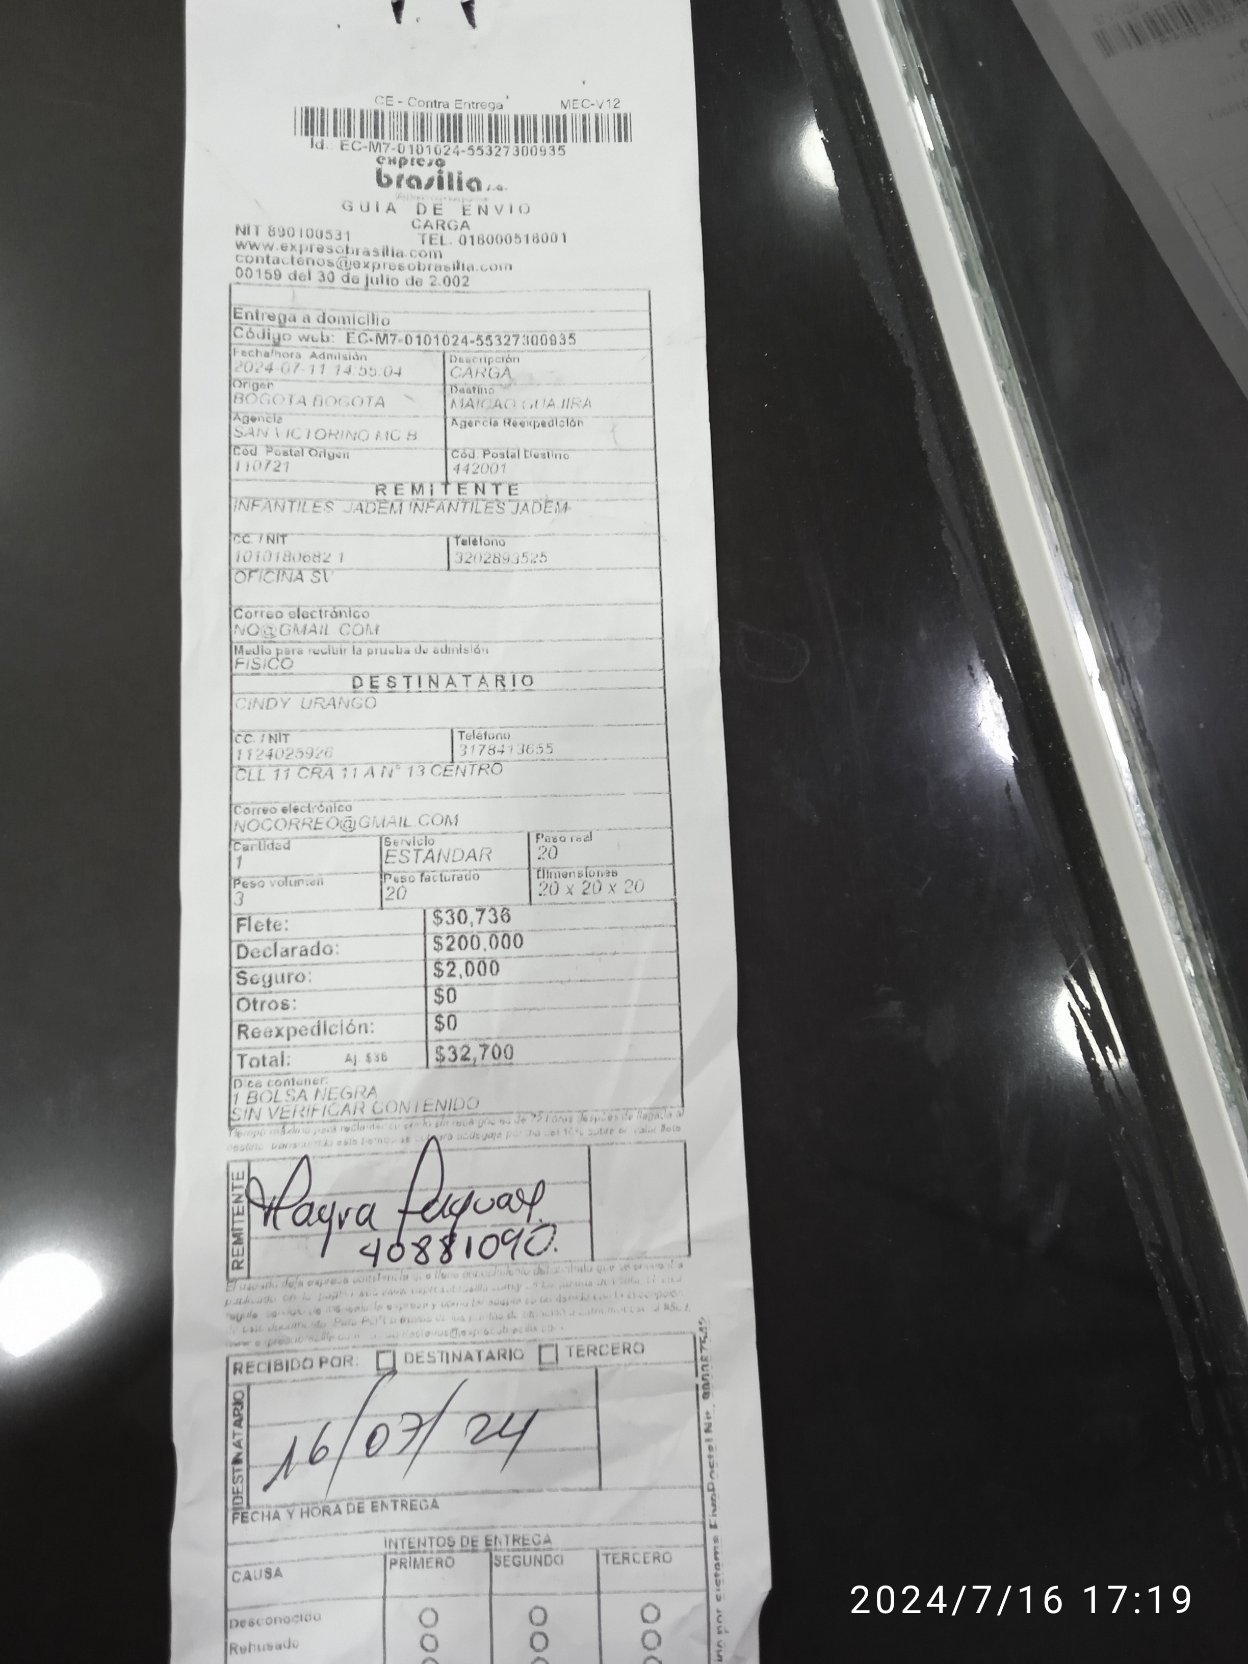 CE - Contra Entrega MEC-V12
Id.: EC-M7-0101024-55327300935
expreso
brasilia s.a.
GUIA DE ENVIO
CARGA
NIT 890100531 TEL. 018000518001
www.expresobrasilia.com
contactenos@expresobrasilia.com
00159 del 30 de julio de 2.002
Entrega a domicilio
Código web: EC-M7-0101024-55327300935
Fecha/hora Admisión Descripción
2024-07-11 14:55:04 CARGA
Origen Destino
BOGOTA BOGOTA MAICAO GUAJIRA
Agencia Agencia Reexpedición
SAN VICTORINO MC B
Cód. Postal Origen Cód. Postal Destino
110721 442001
REMITENTE
INFANTILES JADEM INFANTILES JADEM
CC. / NIT Teléfono
1010180682 1 3202893525
OFICINA SV
Correo electrónico
NO@GMAIL.COM
Medio para recibir la prueba de admisión
FISICO
DESTINATARIO
CINDY URANGO
CC. / NIT Teléfono
1124025926 3178413655
CLL 11 CRA 11 A N° 13 CENTRO
Correo electrónico
NOCORREO@GMAIL.COM
Cantidad Servicio Peso real
1 ESTANDAR 20
Peso volumen Peso facturado Dimensiones
3 20 20 x 20 x 20
Flete: $30,736
Declarado: $200,000
Seguro: $2,000
Otros: $0
Reexpedición: $0
Total: Aj. $36 $32,700
Dice contener:
1 BOLSA NEGRA
SIN VERIFICAR CONTENIDO
REMITENTE
Mayra
40881090.
RECIBIDO POR: DESTINATARIO TERCERO
DESTINATARIO
16/07/24
FECHA Y HORA DE ENTREGA
INTENTOS DE ENTREGA
CAUSA PRIMERO SEGUNDO TERCERO
Desconocido
Rehusado
2024/7/16 17:19